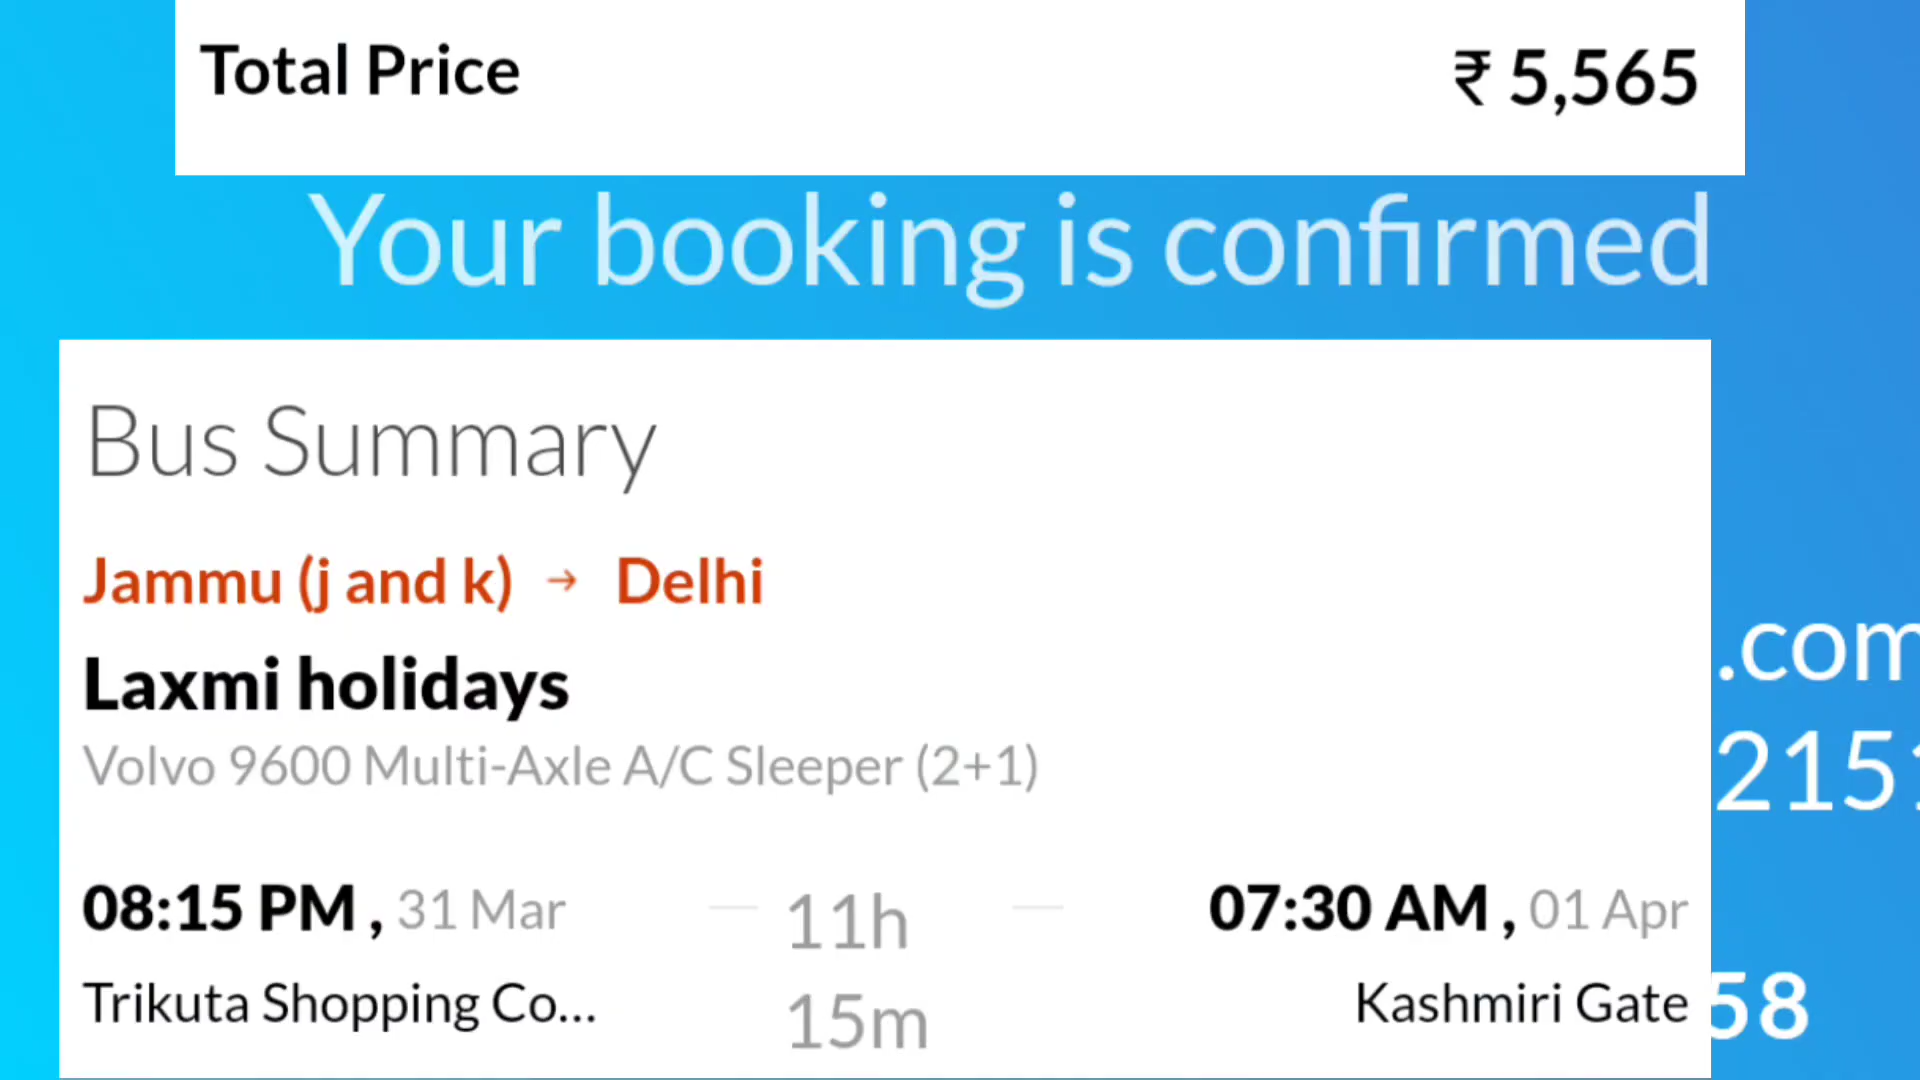 Total Price ₹ 5,565
Your booking is confirmed
Bus Summary
Jammu (j and k) → Delhi
Laxmi holidays
.com
Volvo 9600 Multi-Axle A/C Sleeper (2+1)
2151
08:15 PM , 31 Mar — 11h 15m — 07:30 AM , 01 Apr
Trikuta Shopping Co... Kashmiri Gate
58